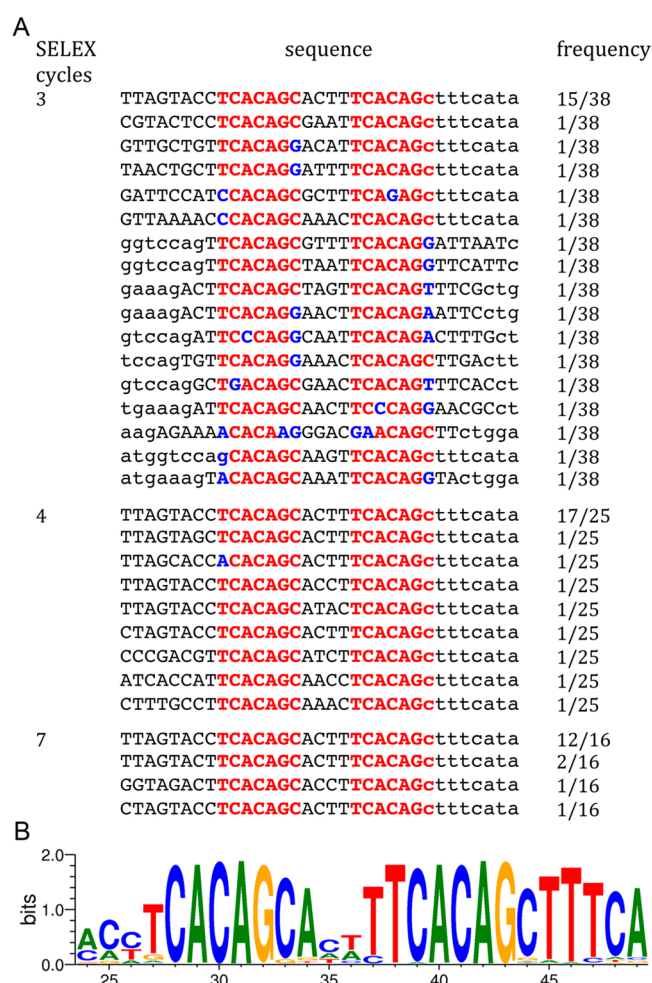 A
SELEX cycles sequence frequency
3 TTAGTACCTCACAGCACTTTCACAGctttcata 15/38
CGTACTCCTCACAGCGAATTCACAGctttcata 1/38
GTTGCTGTTCACAGGACATTCACAGctttcata 1/38
TAACTGCTTCACAGGATTTTCACAGctttcata 1/38
GATTCCATCCACAGCGCTTTCAGAGctttcata 1/38
GTTAAAACCCACAGCAAACTCACAGctttcata 1/38
ggtccagTTCACAGCGTTTTCACAGGATTAATc 1/38
ggtccagTTCACAGCTAATTCACAGGTTCATTc 1/38
gaaagACTTCACAGCTAGTTCACAGTTTCGctg 1/38
gaaagACTTCACAGGAACTTCACAGAATTCctg 1/38
gtccagATTCCCAGGCAATTCACAGACTTTGct 1/38
tccagTGTTCACAGGAAACTCACAGCTTGActt 1/38
gtccagGCTGACAGCGAACTCACAGTTTCACct 1/38
tgaaagATTCACAGCAACTTCCCAGGAACGCct 1/38
aagAGAAAACACAAGGGACGAACAGCTTctgga 1/38
atggtccagCACAGCAAGTTCACAGctttcata 1/38
atgaaagTACACAGCAAATTCACAGGTActgga 1/38
4 TTAGTACCTCACAGCACTTTCACAGctttcata 17/25
TTAGTAGCTCACAGCACTTTCACAGctttcata 1/25
TTAGCACCACACAGCACTTTCACAGctttcata 1/25
TTAGTACCTCACAGCACCTTCACAGctttcata 1/25
TTAGTACCTCACAGCATACTCACAGctttcata 1/25
CTAGTACCTCACAGCACTTTCACAGctttcata 1/25
CCCGACGTTCACAGCATCTTCACAGctttcata 1/25
ATCACCATTCACAGCAACCTCACAGctttcata 1/25
CTTTGCCTTCACAGCAAACTCACAGctttcata 1/25
7 TTAGTACCTCACAGCACTTTCACAGctttcata 12/16
TTAGTACTTCACAGCACTTTCACAGctttcata 2/16
GGTAGACTTCACAGCACCTTCACAGctttcata 1/16
CTAGTACCTCACAGCACTTTCACAGctttcata 1/16
B
2.0
bits
1.0
0.0
ACCTCACAGCACTTTCACAGCTTTCA
25 30 35 40 45